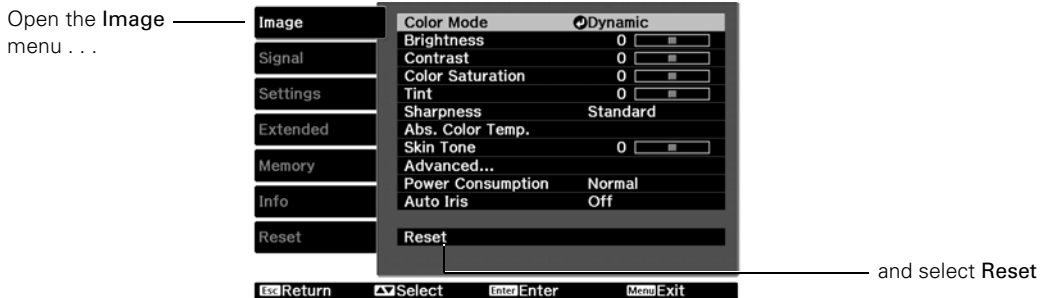 Open the Image
menu . . .
Image
Signal
Settings
Extended
Memory
Info
Reset
Color Mode Dynamic
Brightness 0
Contrast 0
Color Saturation 0
Tint 0
Sharpness Standard
Abs. Color Temp.
Skin Tone 0
Advanced...
Power Consumption Normal
Auto Iris Off
Reset
and select Reset
Esc Return Select Enter Enter Menu Exit